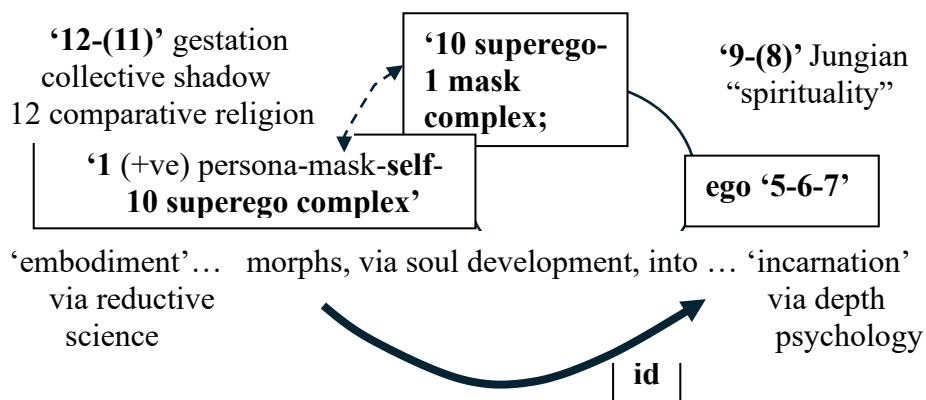 ‘12-(11)’ gestation
collective shadow
12 comparative religion
‘10 superego-
1 mask
complex;
‘9-(8)’ Jungian
“spirituality”
‘1 (+ve) persona-mask-self-
10 superego complex’
ego ‘5-6-7’
‘embodiment’… morphs, via soul development, into … ‘incarnation’
via reductive
science
via depth
psychology
id